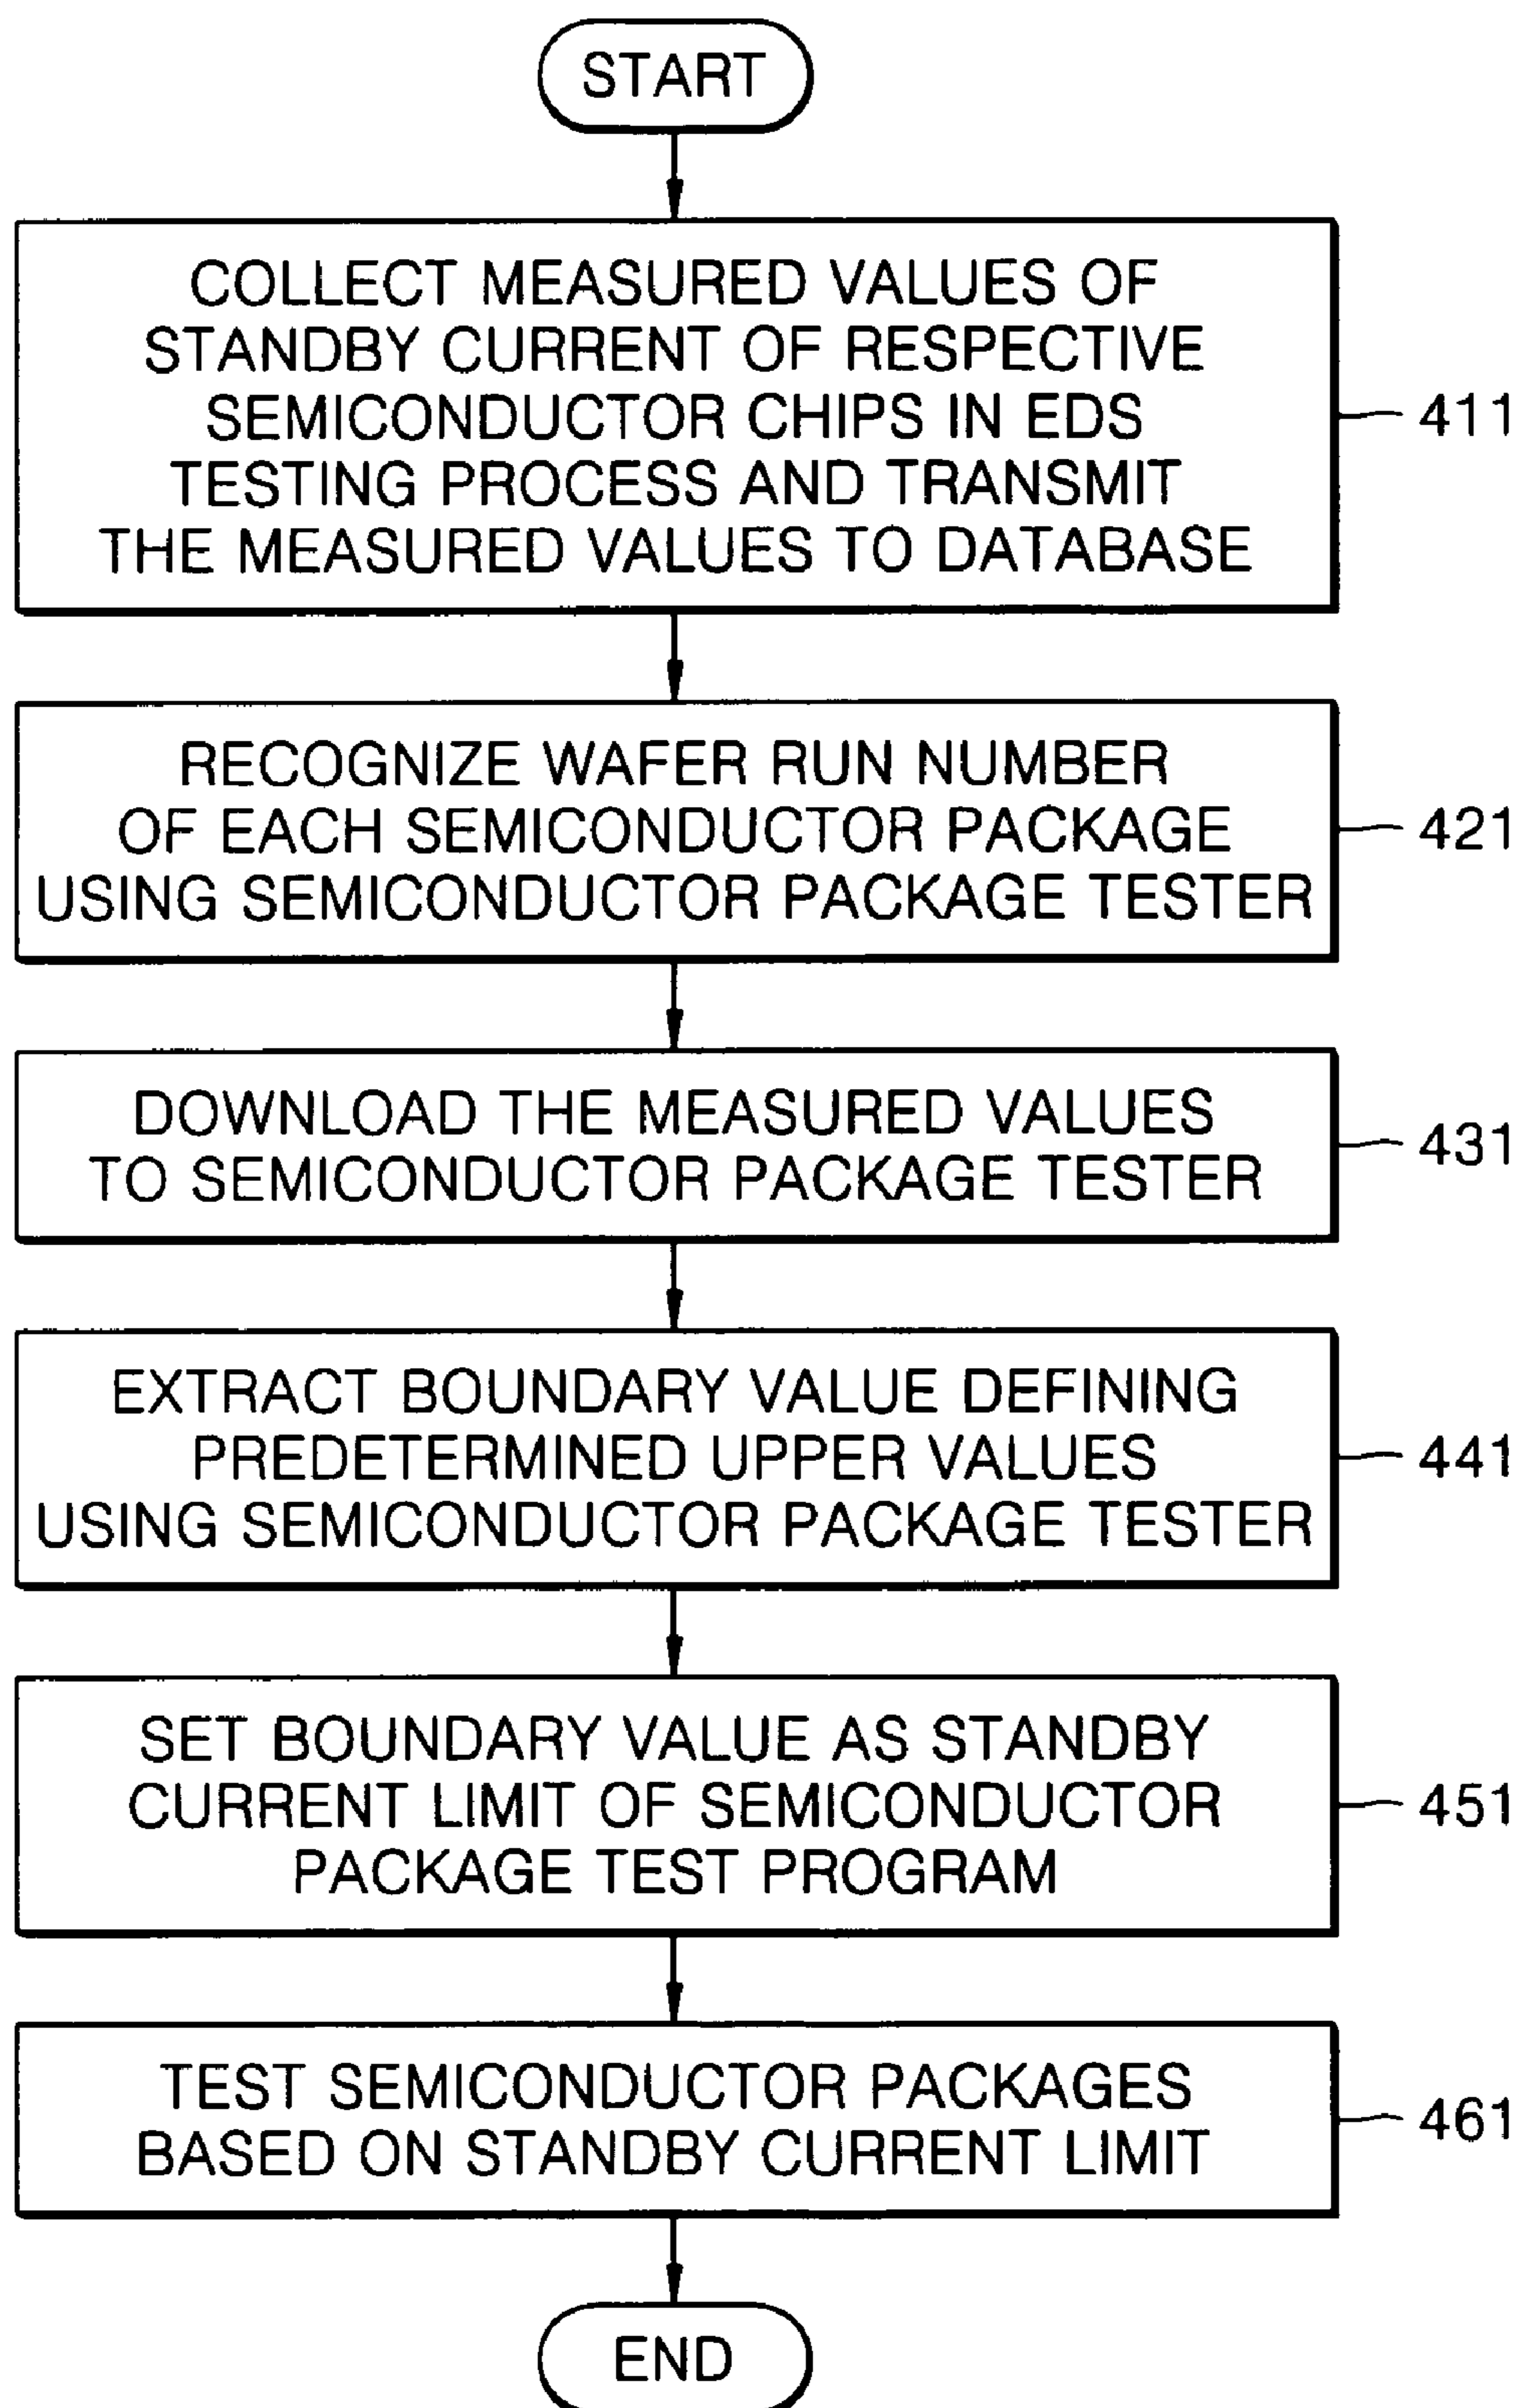 START
COLLECT MEASURED VALUES OF
STANDBY CURRENT OF RESPECTIVE
SEMICONDUCTOR CHIPS IN EDS
TESTING PROCESS AND TRANSMIT
THE MEASURED VALUES TO DATABASE
411
RECOGNIZE WAFER RUN NUMBER
OF EACH SEMICONDUCTOR PACKAGE
USING SEMICONDUCTOR PACKAGE TESTER
421
DOWNLOAD THE MEASURED VALUES
TO SEMICONDUCTOR PACKAGE TESTER
431
EXTRACT BOUNDARY VALUE DEFINING
PREDETERMINED UPPER VALUES
USING SEMICONDUCTOR PACKAGE TESTER
441
SET BOUNDARY VALUE AS STANDBY
CURRENT LIMIT OF SEMICONDUCTOR
PACKAGE TEST PROGRAM
451
TEST SEMICONDUCTOR PACKAGES
BASED ON STANDBY CURRENT LIMIT
461
END